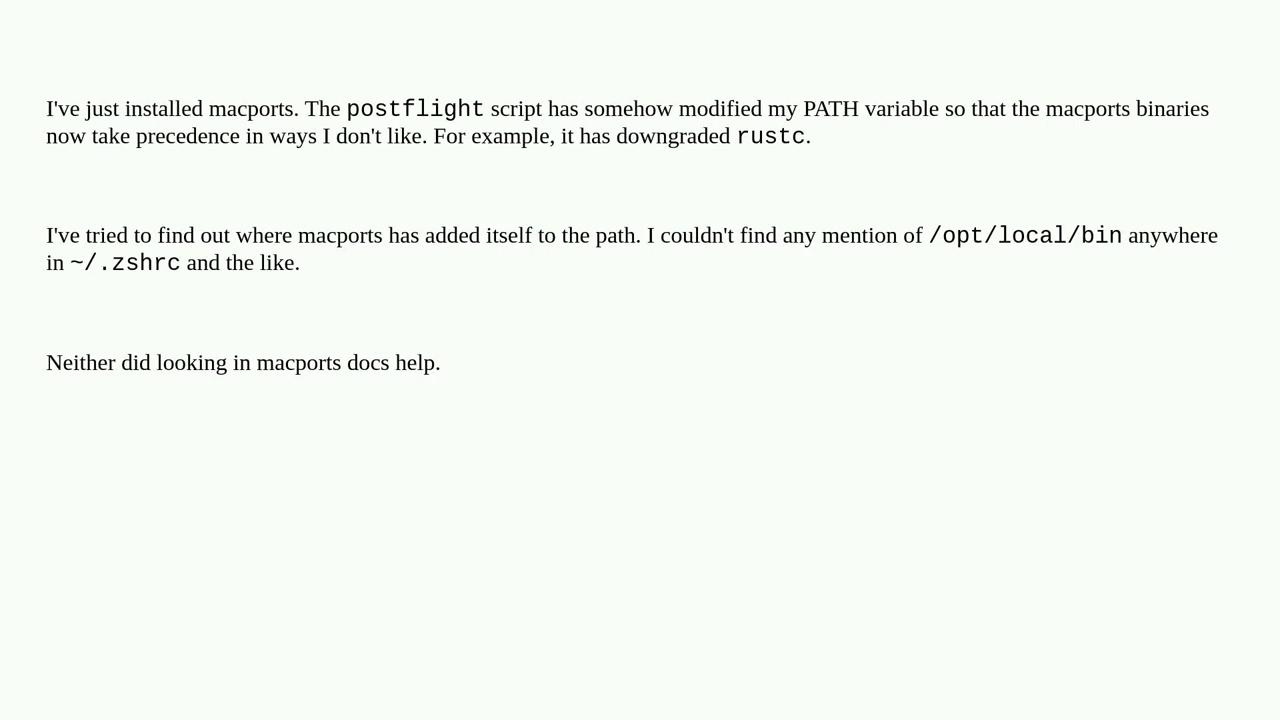 I've just installed macports. The postflight script has somehow modified my PATH variable so that the macports binaries
now take precedence in ways I don't like. For example, it has downgraded rustc.
I've tried to find out where macports has added itself to the path. I couldn't find any mention of /opt/local/bin anywhere
in ~/.zshrc and the like.
Neither did looking in macports docs help.